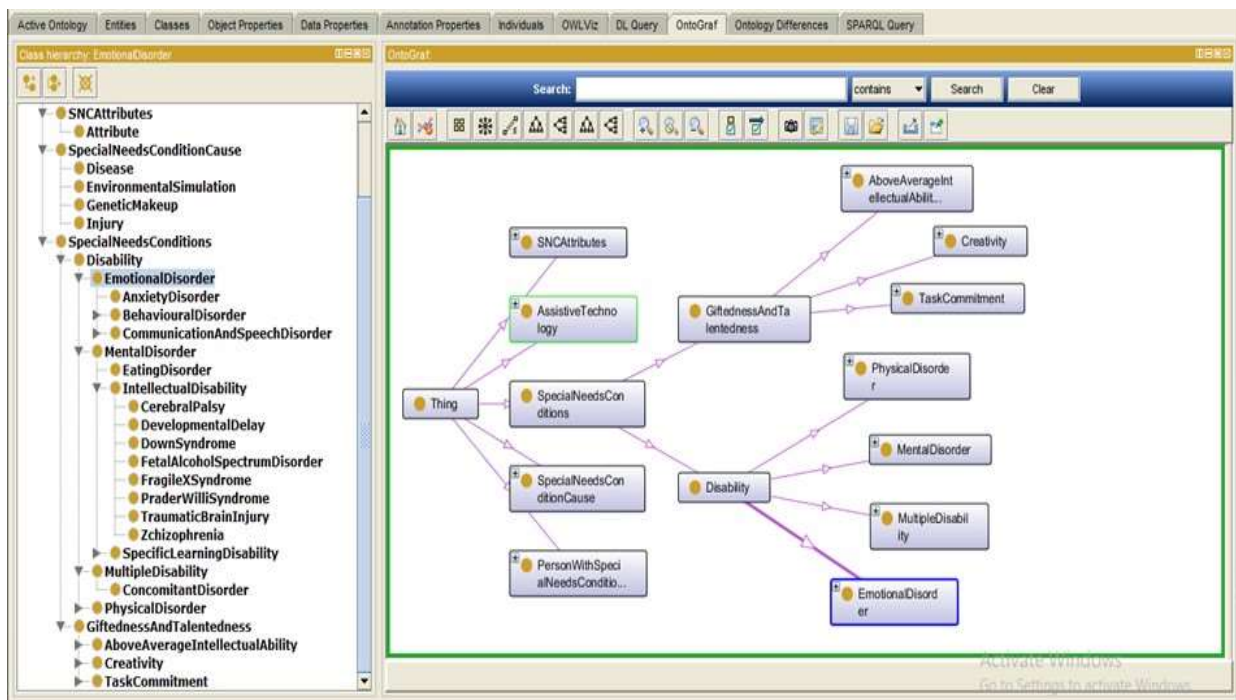 Active Ontology Entities Classes Object Properties Data Properties Annotation Properties Individuals OWLViz DL Query OntoGraf Ontology Differences SPARQL Query
Class hierarchy: EmotionalDisorder
SNCAttributes
Attribute
SpecialNeedsConditionCause
Disease
EnvironmentalSimulation
GeneticMakeup
Injury
SpecialNeedsConditions
Disability
EmotionalDisorder
AnxietyDisorder
BehaviouralDisorder
CommunicationAndSpeechDisorder
MentalDisorder
EatingDisorder
IntellectualDisability
CerebralPalsy
DevelopmentalDelay
DownSyndrome
FetalAlcoholSpectrumDisorder
FragileXSyndrome
PraderWilliSyndrome
TraumaticBrainInjury
Zchizophrenia
SpecificLearningDisability
MultipleDisability
ConcomitantDisorder
PhysicalDisorder
GiftednessAndTalentedness
AboveAverageIntellectualAbility
Creativity
TaskCommitment
OntoGraf
Search: contains Search Clear
AboveAverageInt
ellectualAbilit...
Creativity
SNCAttributes
TaskCommitment
AssistiveTechno
logy
GiftednessAndTa
lentedness
PhysicalDisorde
r
SpecialNeedsCon
ditions
Thing
MentalDisorder
SpecialNeedsCon
ditionCause
Disability
MultipleDisabil
ity
PersonWithSpeci
alNeedsConditio...
EmotionalDisord
er
Activate Windows
Go to Settings to activate Windows.